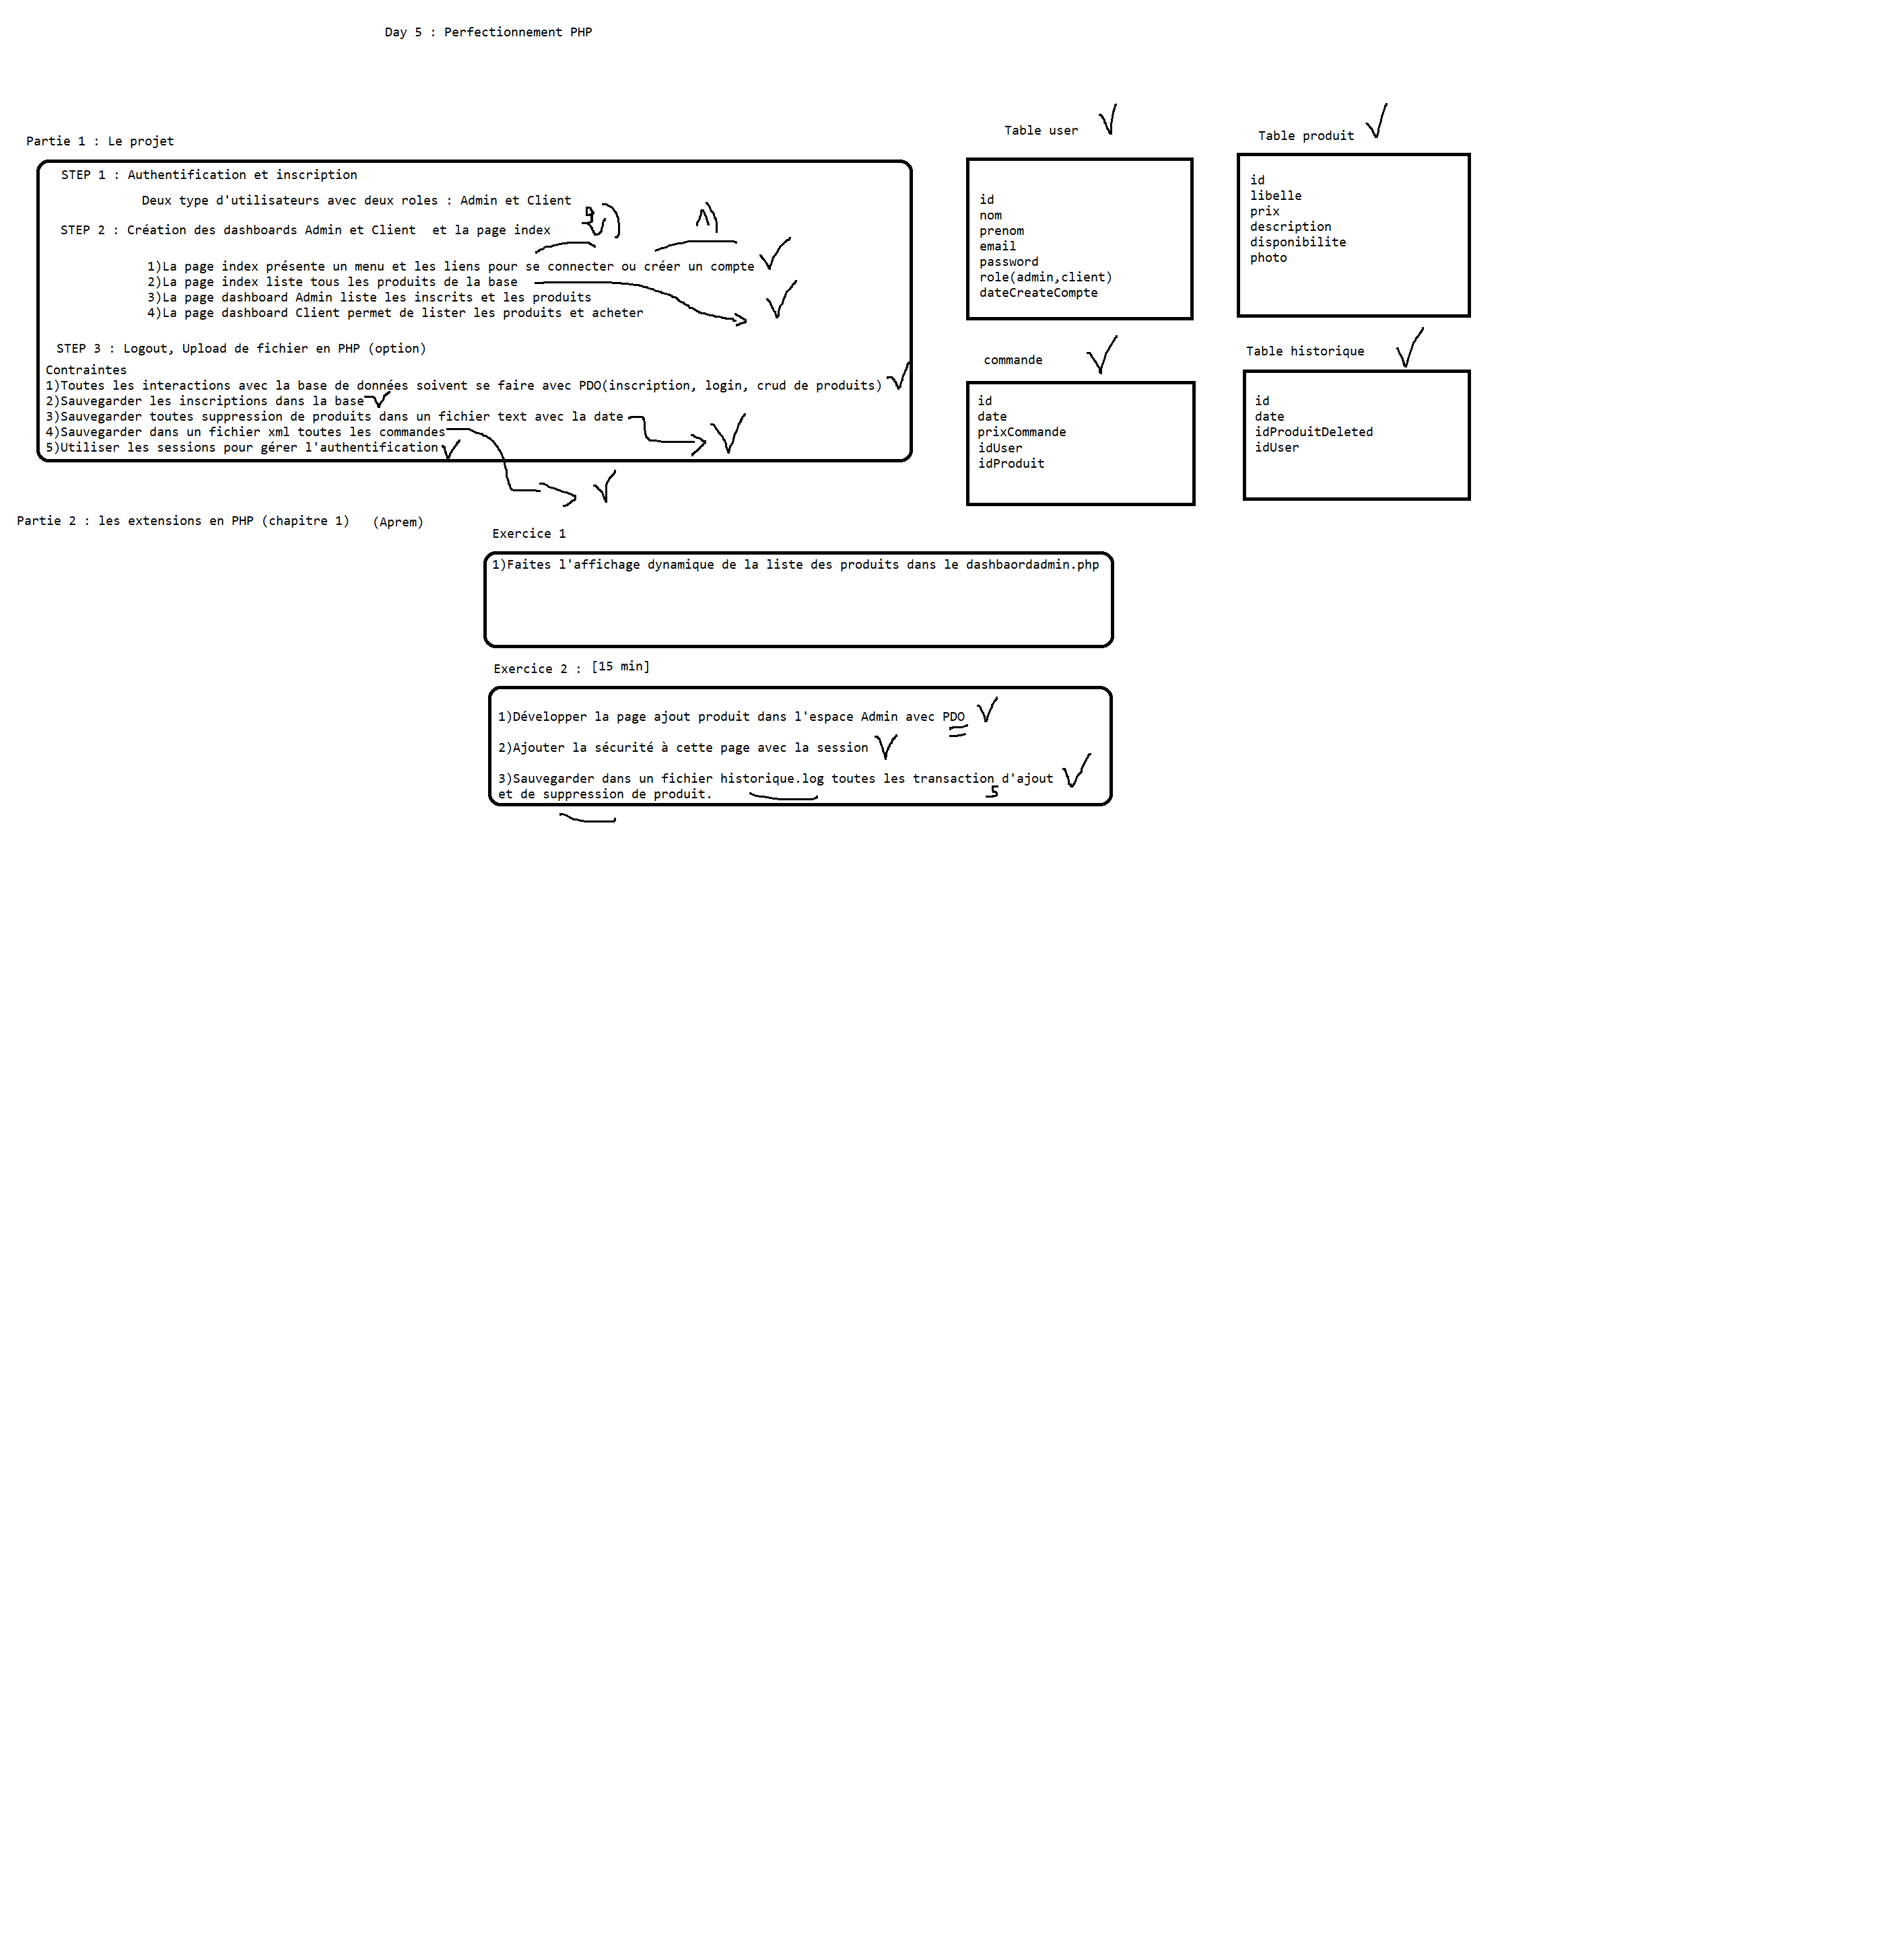 Day 5 : Perfectionnement PHP
Partie 1 : Le projet
STEP 1 : Authentification et inscription
Deux type d'utilisateurs avec deux roles : Admin et Client
STEP 2 : Création des dashboards Admin et Client  et la page index
1)
1)La page index présente un menu et les liens pour se connecter ou créer un compte
2)La page index liste tous les produits de la base
3)La page dashboard Admin liste les inscrits et les produits
4)La page dashboard Client permet de lister les produits et acheter
STEP 3 : Logout, Upload de fichier en PHP (option)
Contraintes
1)Toutes les interactions avec la base de données soivent se faire avec PDO(inscription, login, crud de produits)
2)Sauvegarder les inscriptions dans la base
3)Sauvegarder toutes suppression de produits dans un fichier text avec la date
4)Sauvegarder dans un fichier xml toutes les commandes
5)Utiliser les sessions pour gérer l'authentification
Table user
id
nom
prenom
email
password
role(admin,client)
dateCreateCompte
Table produit
id
libelle
prix
description
disponibilite
photo
commande
id
date
prixCommande
idUser
idProduit
Table historique
id
date
idProduitDeleted
idUser
Partie 2 : les extensions en PHP (chapitre 1)   (Aprem)
Exercice 1
1)Faites l'affichage dynamique de la liste des produits dans le dashbaordadmin.php
Exercice 2 : [15 min]
1)Développer la page ajout produit dans l'espace Admin avec PDO
2)Ajouter la sécurité à cette page avec la session
3)Sauvegarder dans un fichier historique.log toutes les transaction d'ajout
et de suppression de produit.
s